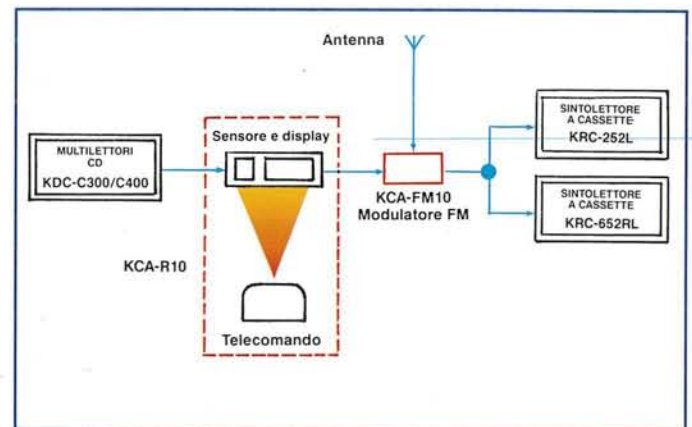 Antenna
Sensore e display
MULTILETTORI
CD
KDC-C300/C400
SINTOLETTORE
A CASSETTE
KRC-252L
KCA-FM10
Modulatore FM
SINTOLETTORE
A CASSETTE
KRC-652RL
KCA-R10
Telecomando